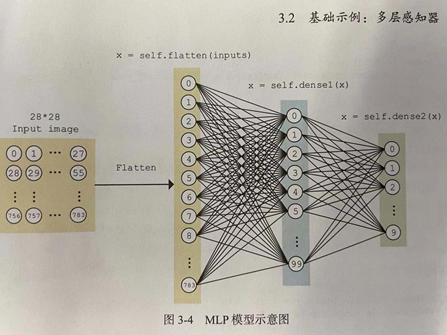 3.2 基础示例：多层感知器
x = self.flatten(inputs)
x = self.dense1(x)
x = self.dense2(x)
28*28
Input image
0 1 ··· 27
28 29 ··· 55
⋮ ⋮ ⋮
756 757 ··· 783
Flatten
0
1
2
3
4
5
6
7
8
⋮
783
0
1
2
3
4
5
⋮
99
0
1
2
⋮
9
图 3-4 MLP 模型示意图